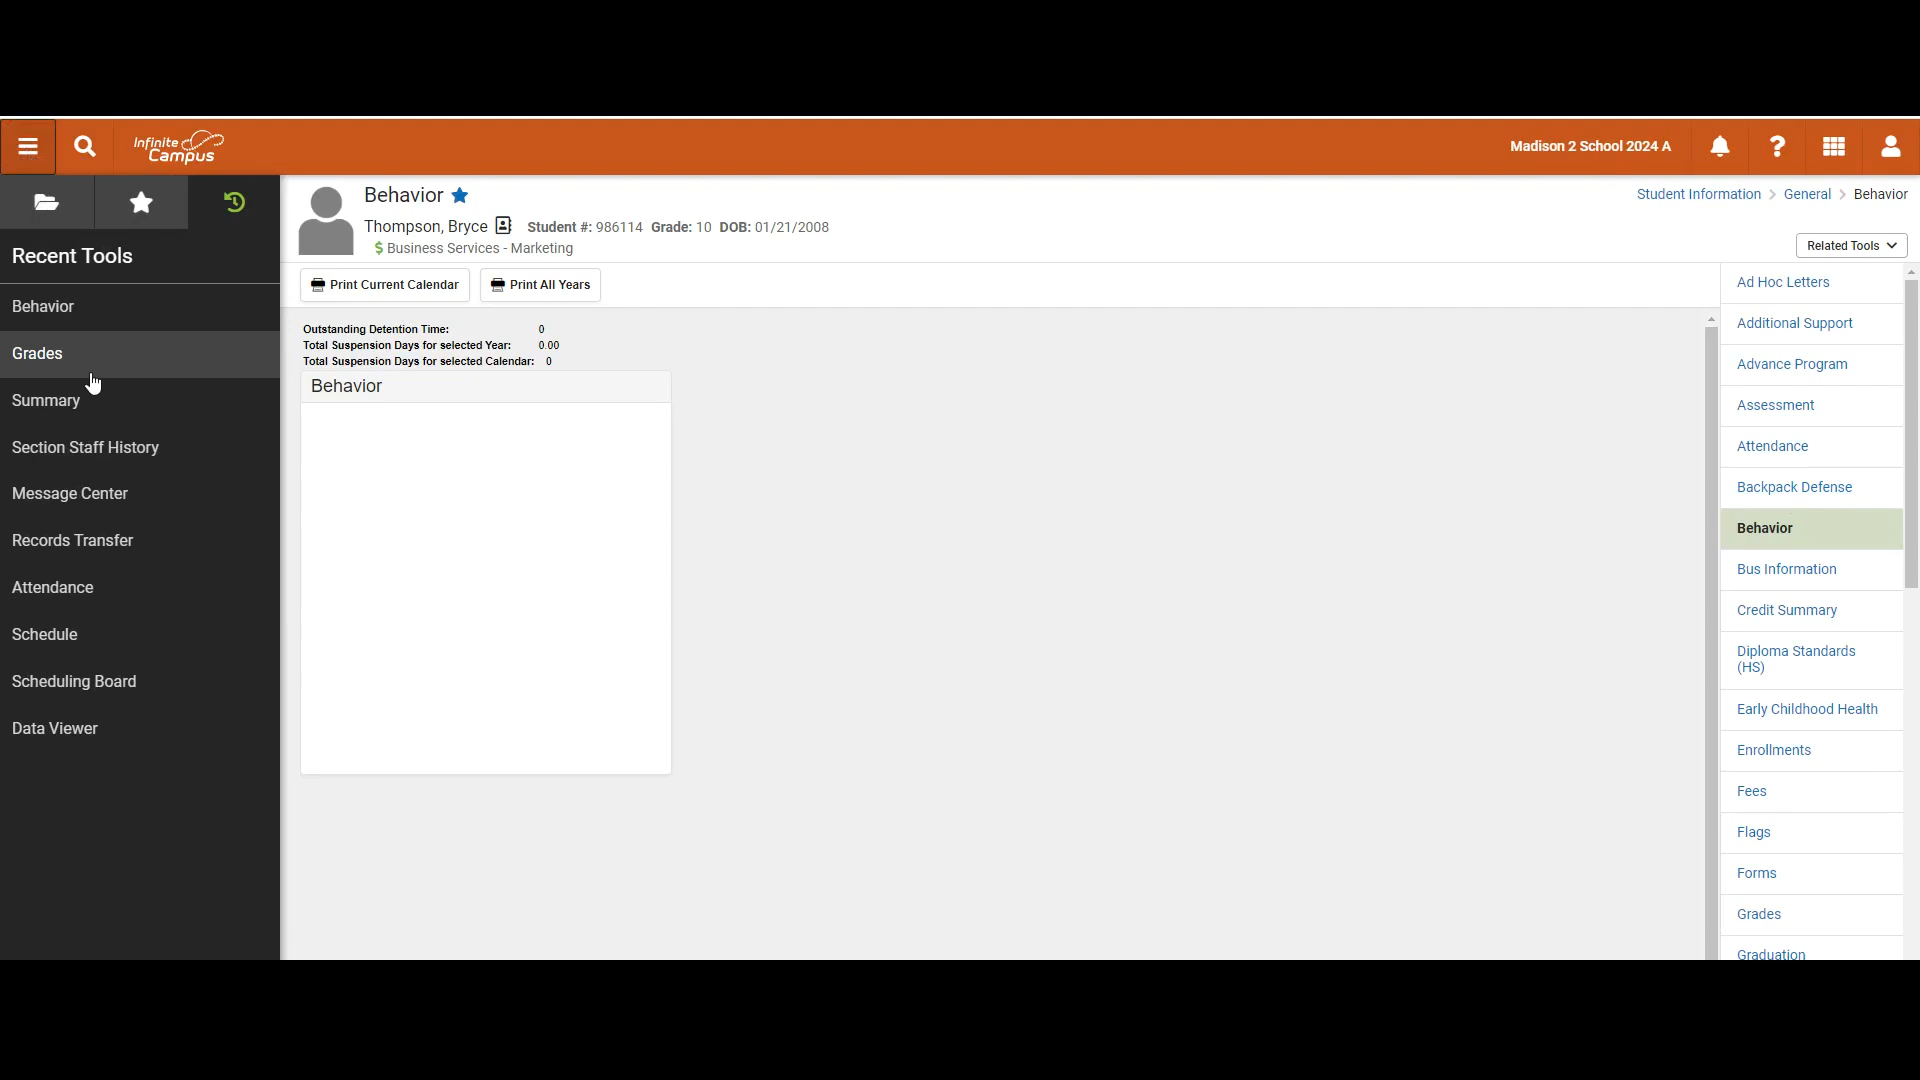 Infinite
Campus
Madison 2 School 2024 A
Recent Tools
Behavior
Grades
Summary
Section Staff History
Message Center
Records Transfer
Attendance
Schedule
Scheduling Board
Data Viewer
Behavior
Student Information > General > Behavior
Thompson, Bryce Student #: 986114 Grade: 10 DOB: 01/21/2008
$ Business Services - Marketing
Related Tools
Print Current Calendar
Print All Years
Outstanding Detention Time: 0
Total Suspension Days for selected Year: 0.00
Total Suspension Days for selected Calendar: 0
Behavior
Ad Hoc Letters
Additional Support
Advance Program
Assessment
Attendance
Backpack Defense
Behavior
Bus Information
Credit Summary
Diploma Standards
(HS)
Early Childhood Health
Enrollments
Fees
Flags
Forms
Grades
Graduation